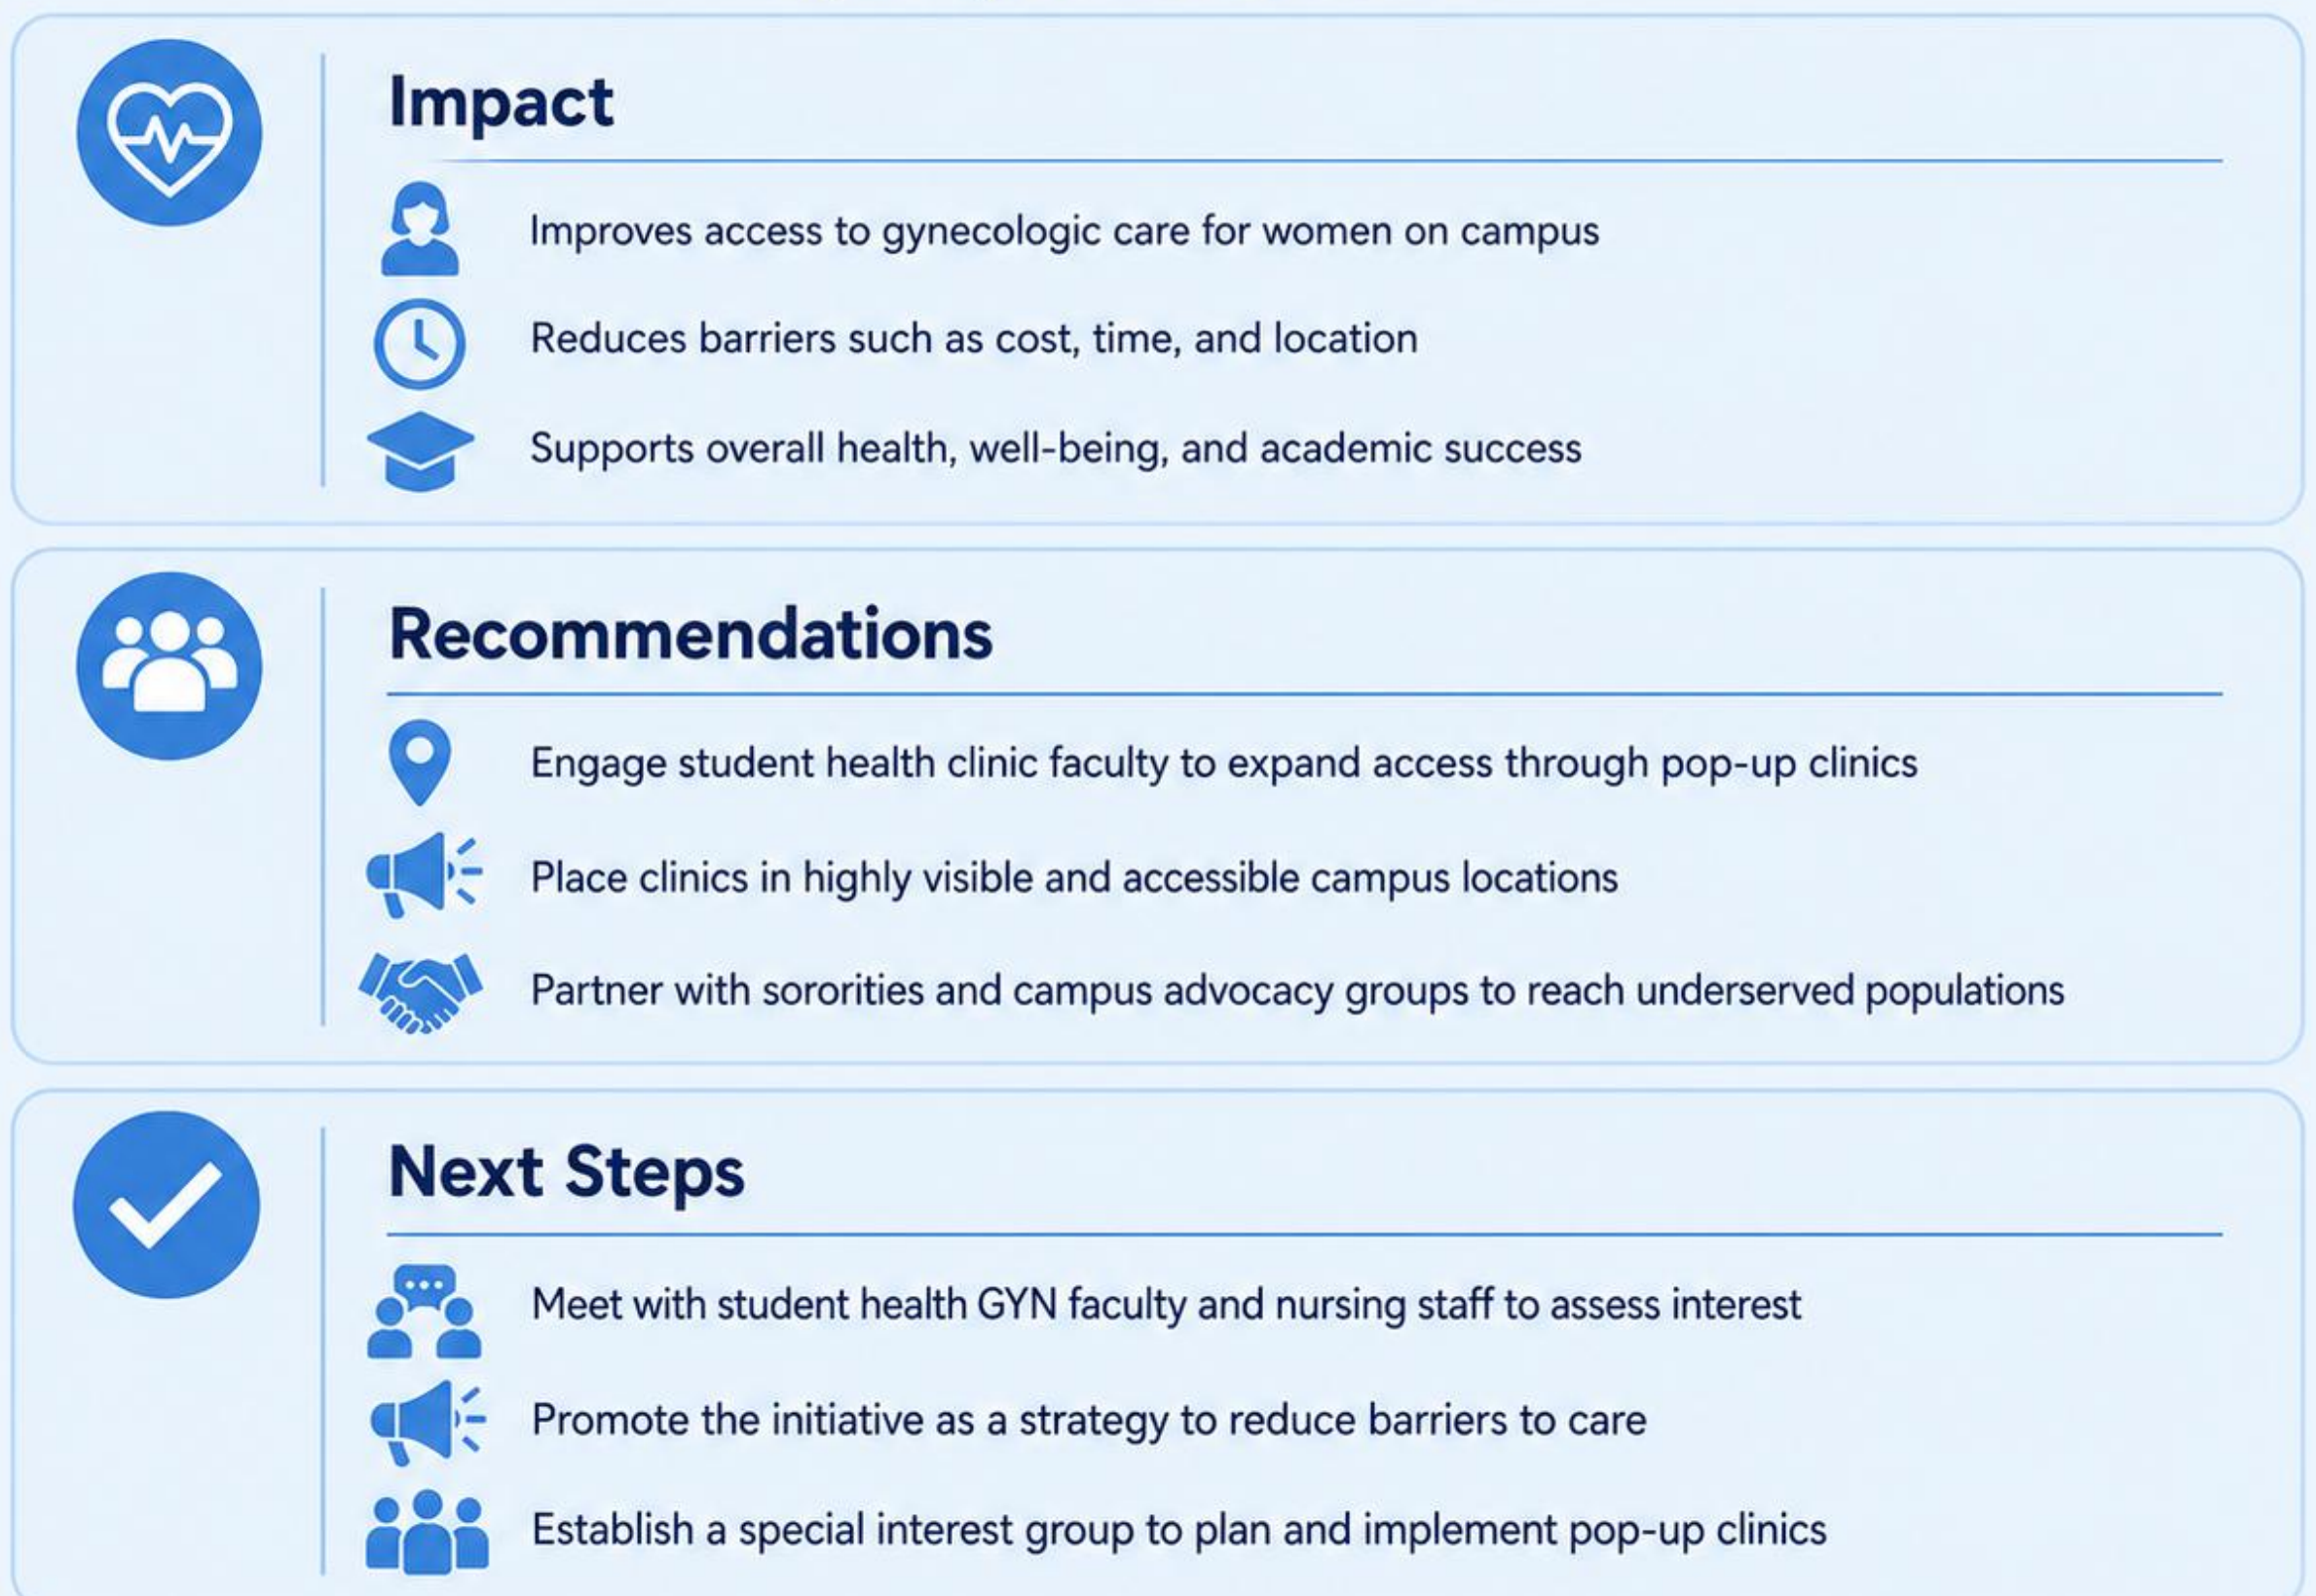 Impact
Improves access to gynecologic care for women on campus
Reduces barriers such as cost, time, and location
Supports overall health, well-being, and academic success
Recommendations
Engage student health clinic faculty to expand access through pop-up clinics
Place clinics in highly visible and accessible campus locations
Partner with sororities and campus advocacy groups to reach underserved populations
Next Steps
Meet with student health GYN faculty and nursing staff to assess interest
Promote the initiative as a strategy to reduce barriers to care
Establish a special interest group to plan and implement pop-up clinics